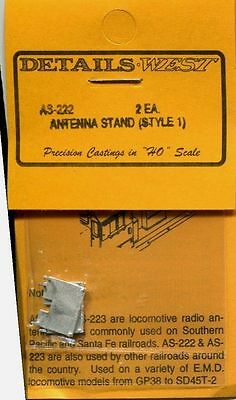 DETAILS WEST
AS-222 2 EA.
ANTENNA STAND (STYLE 1)
Precision Castings in "HO" Scale
No
A S-223 are locomotive radio an-
ten commonly used on Southern
Pacific and Santa Fe railroads. AS-222 &
223 are also used by other railroads around
the country. Used on a variety of E.M.D.
locomotive models from GP38 to SD45T-2